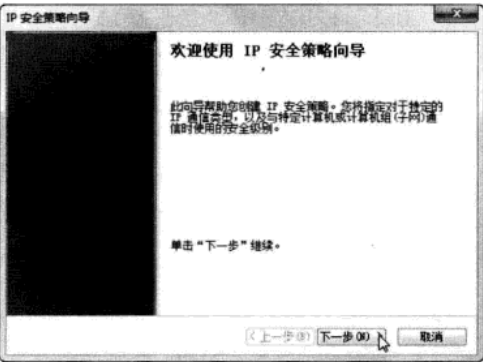 IP 安全策略向导
欢迎使用 IP 安全策略向导
此向导帮助您创建 IP 安全策略。您将指定对于特定的
IP 通信类型，以及与特定计算机或计算机组(子网)通
信时使用的安全级别。
单击“下一步”继续。
<上一步(B) 下一步(N) > 取消